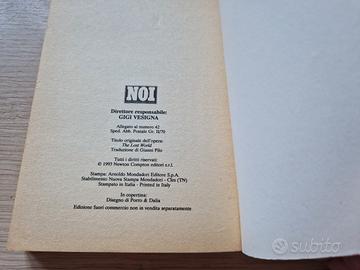 NOI
Direttore responsabile:
GIGI VESIGNA
Allegato al numero 42
Sped. Abb. Postale Gr. II/70
Titolo originale dell'opera:
The Lost World
Traduzione di Gianni Pilo
Tutti i diritti riservati:
© 1993 Newton Compton editori s.r.l.
Stampa: Arnoldo Mondadori Editore S.p.A.
Stabilimento Nuova Stampa Mondadori - Cles (TN)
Stampato in Italia - Printed in Italy
In copertina:
Disegno di Porto & Dalia
Edizione fuori commercio non in vendita separatamente
subito